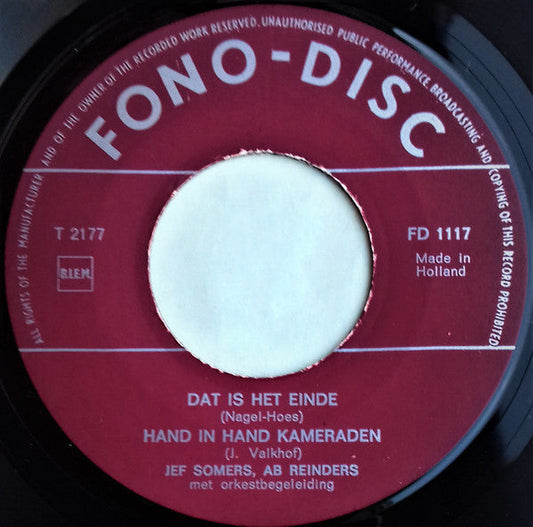 ALL RIGHTS OF THE MANUFACTURER AND OF THE OWNER OF THE RECORDED WORK RESERVED. UNAUTHORISED PUBLIC PERFORMANCE, BROADCASTING AND COPYING OF THIS RECORD PROHIBITED
FONO-DISC
T 2177
FD 1117
B.I.E.M.
Made in
Holland
DAT IS HET EINDE
(Nagel-Hoes)
HAND IN HAND KAMERADEN
(J. Valkhof)
JEF SOMERS, AB REINDERS
met orkestbegeleiding